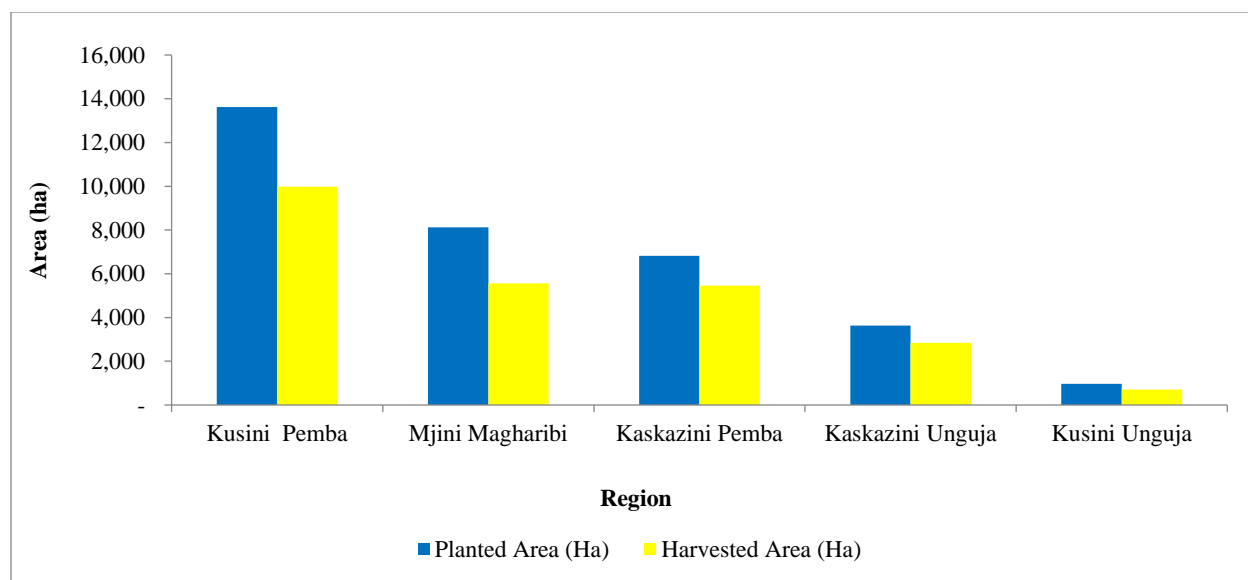 16,000
14,000
12,000
10,000
8,000
6,000
4,000
2,000
-
Area (ha)
Kusini Pemba Mjini Magharibi Kaskazini Pemba Kaskazini Unguja Kusini Unguja
Region
Planted Area (Ha) Harvested Area (Ha)